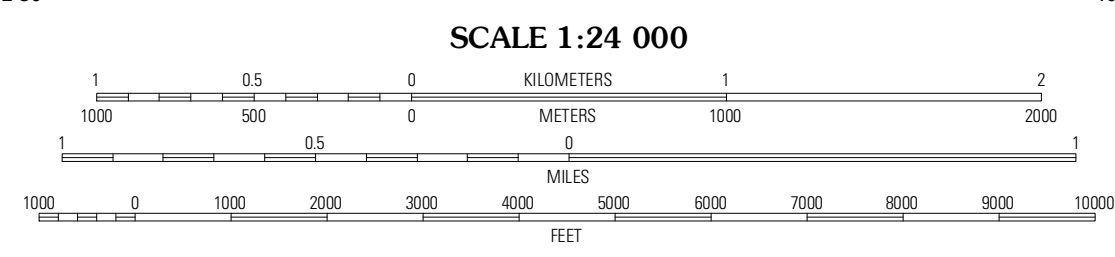 SCALE 1:24 000
1 0.5 0 KILOMETERS 1 2
1000 500 0 METERS 1000 2000
1 0.5 0 1
MILES
1000 0 1000 2000 3000 4000 5000 6000 7000 8000 9000 10000
FEET